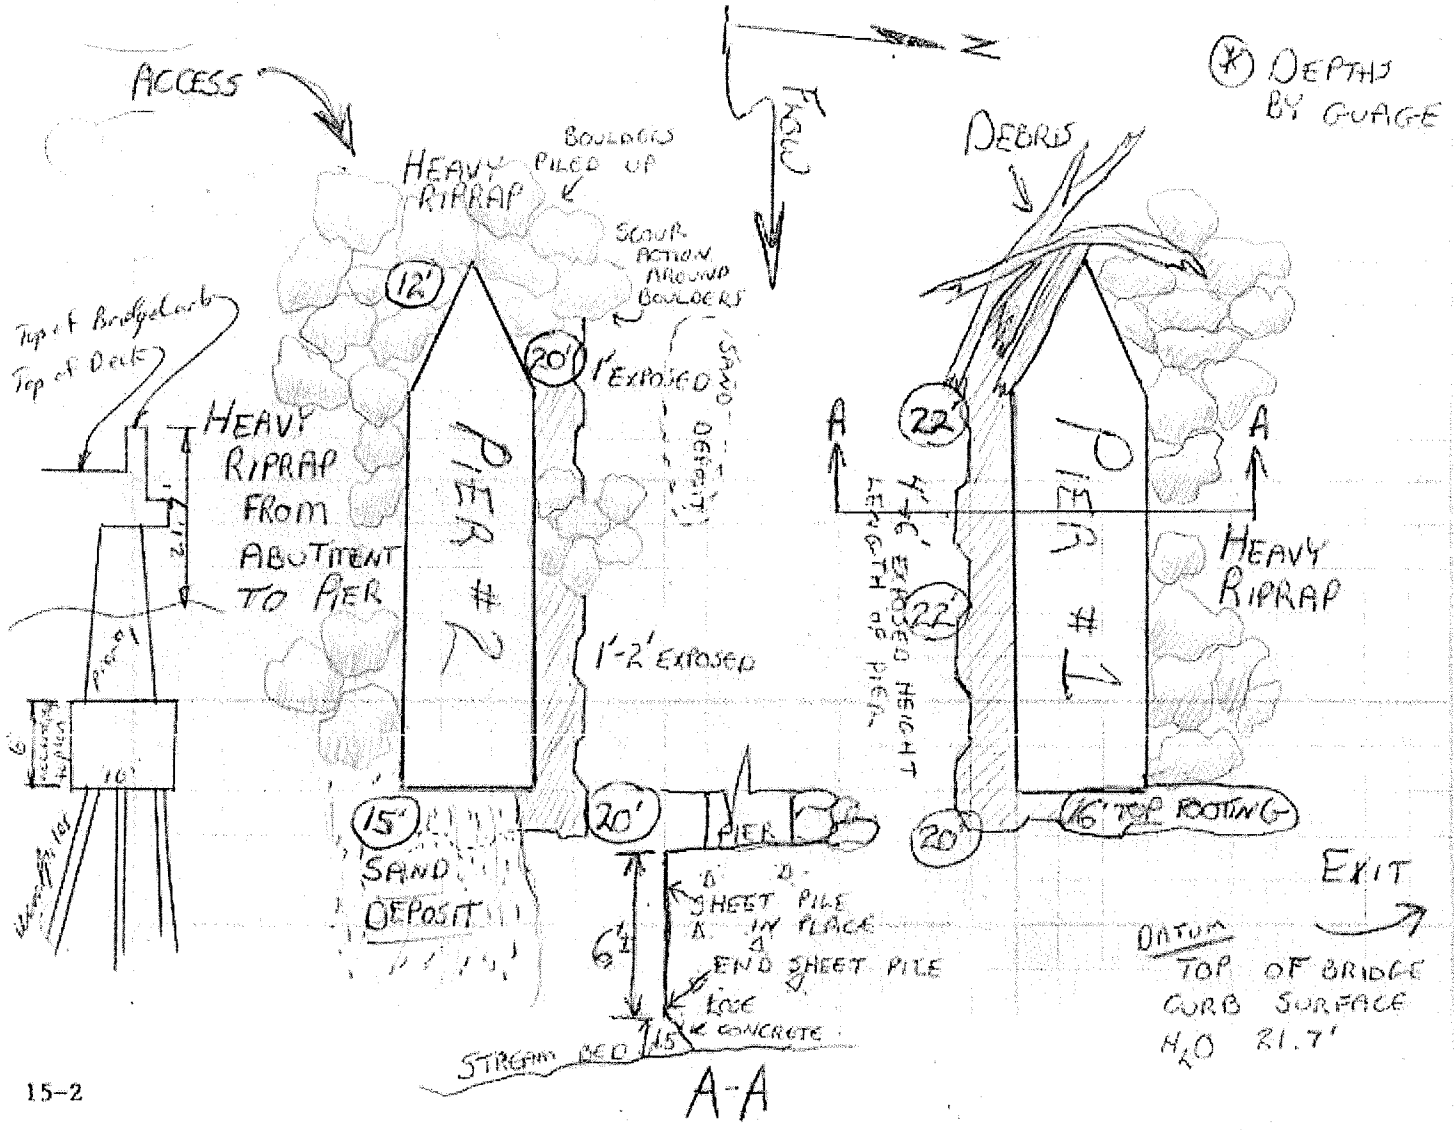 ACCESS
N
FLOW
* DEPTHS
BY GUAGE
HEAVY
RIPRAP
BOULDERS
PILED UP
SCOUR
ACTION
AROUND
BOULDERS
DEBRIS
12'
20'
1' EXPOSED
SAND
DEPOSIT
Top of Bridge Curb
Top of Deck
HEAVY
RIPRAP
FROM
ABUTMENT
TO PIER
PIER #2
1'-2' EXPOSED
22'
22'
4'-6' EXPOSED HEIGHT
LENGTH OF PIER
A
A
PIER #1
HEAVY
RIPRAP
6'
10'
15'
20'
SAND
DEPOSIT
PIER
20'
16' TOP FOOTING
SHEET PILE
IN PLACE
END SHEET PILE
CONCRETE
STREAM BED
A-A
EXIT
DATUM
TOP OF BRIDGE
CURB SURFACE
H2O 21.7'
15-2